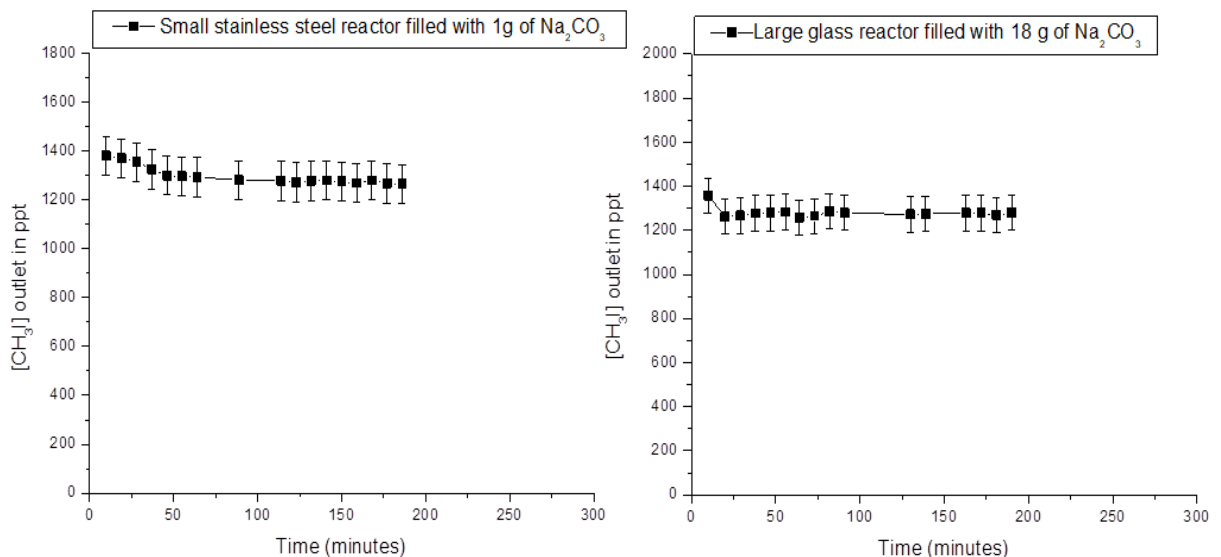 Small stainless steel reactor filled with 1g of Na₂CO₃
1800
1600
1400
1200
1000
800
600
400
200
0
[CH₃I] outlet in ppt
0 50 100 150 200 250 300
Time (minutes)
Large glass reactor filled with 18 g of Na₂CO₃
2000
1800
1600
1400
1200
1000
800
600
400
200
0
[CH₃I] outlet in ppt
0 50 100 150 200 250 300
Time (minutes)